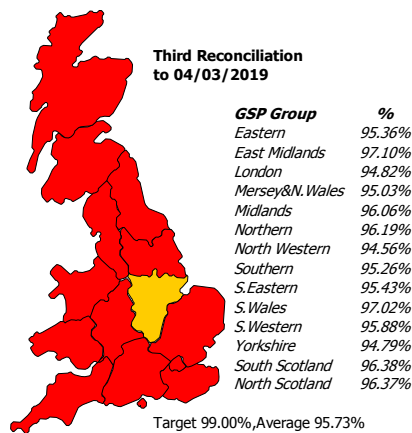 Third Reconciliation
to 04/03/2019
GSP Group %
Eastern 95.36%
East Midlands 97.10%
London 94.82%
Mersey&N.Wales 95.03%
Midlands 96.06%
Northern 96.19%
North Western 94.56%
Southern 95.26%
S.Eastern 95.43%
S.Wales 97.02%
S.Western 95.88%
Yorkshire 94.79%
South Scotland 96.38%
North Scotland 96.37%
Target 99.00%,Average 95.73%